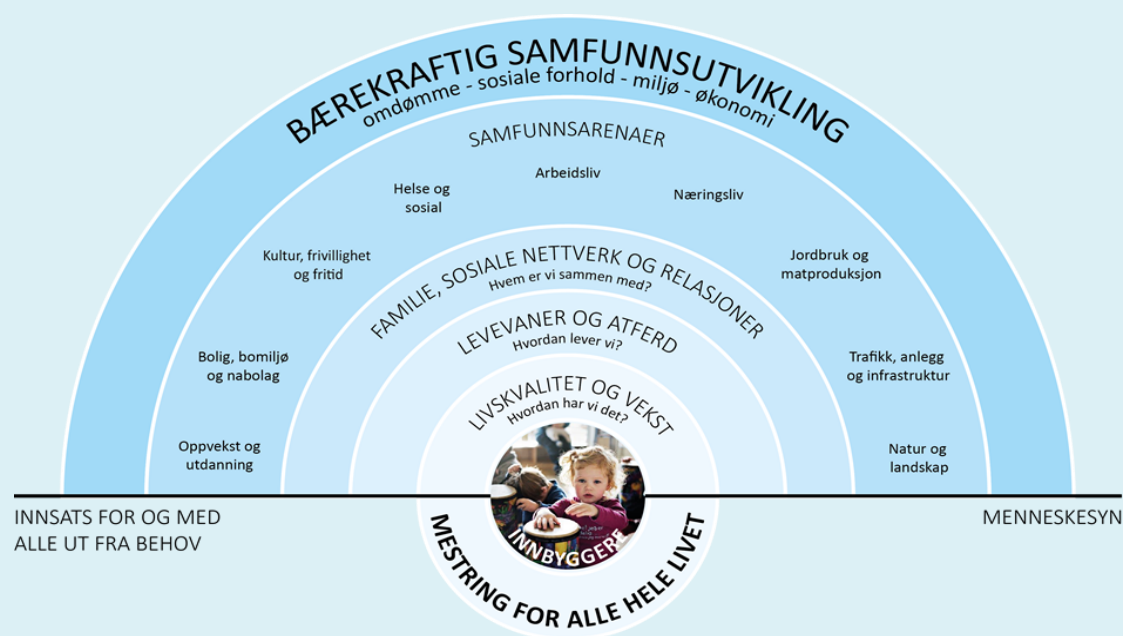 BÆREKRAFTIG SAMFUNNSUTVIKLING
omdømme - sosiale forhold - miljø - økonomi
SAMFUNNSARENAER
Arbeidsliv
Helse og
sosial
Næringsliv
Kultur, frivillighet
og fritid
Jordbruk og
matproduksjon
FAMILIE, SOSIALE NETTVERK OG RELASJONER
Hvem er vi sammen med?
LEVEVANER OG ATFERD
Hvordan lever vi?
Bolig, bomiljø
og nabolag
Trafikk, anlegg
og infrastruktur
LIVSKVALITET OG VEKST
Hvordan har vi det?
Oppvekst og
utdanning
Natur og
landskap
INNSATS FOR OG MED
ALLE UT FRA BEHOV
MENNESKESYN
INNBYGGERE
MESTRING FOR ALLE HELE LIVET